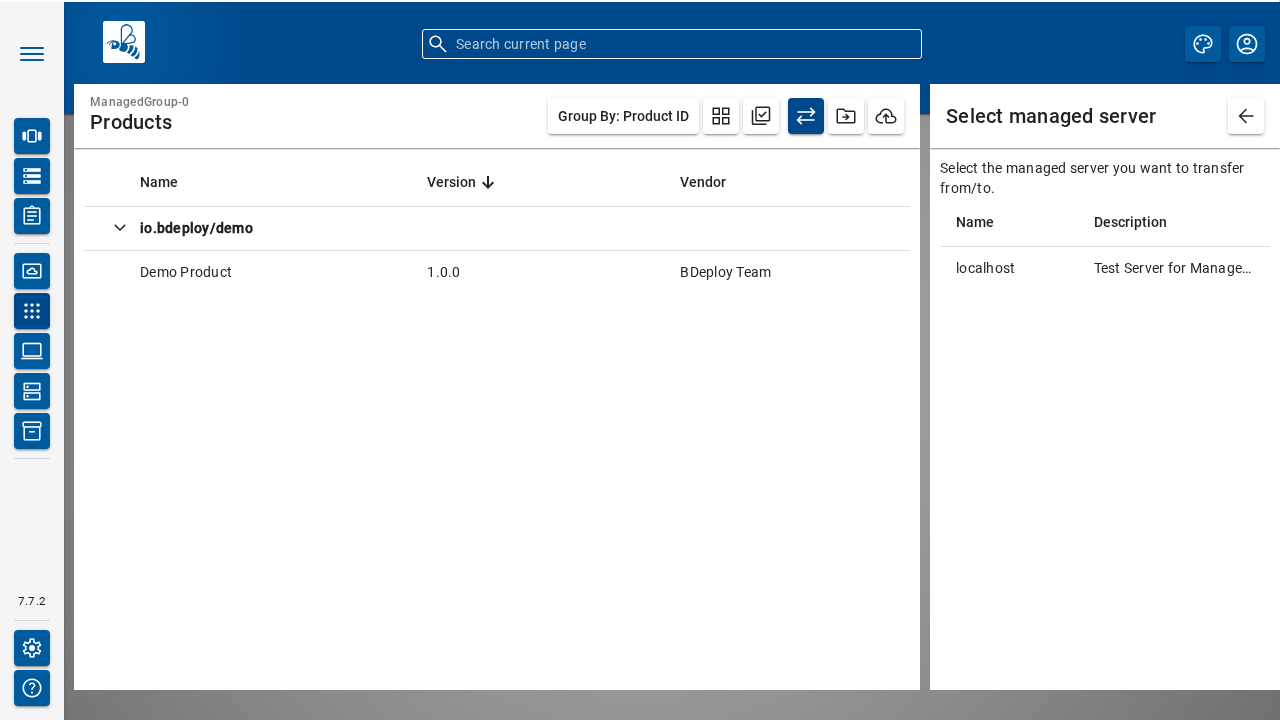 Search current page
ManagedGroup-0
Products
Group By: Product ID
Name Version Vendor
io.bdeploy/demo
Demo Product 1.0.0 BDeploy Team
Select managed server
Select the managed server you want to transfer
from/to.
Name Description
localhost Test Server for Manage…
7.7.2